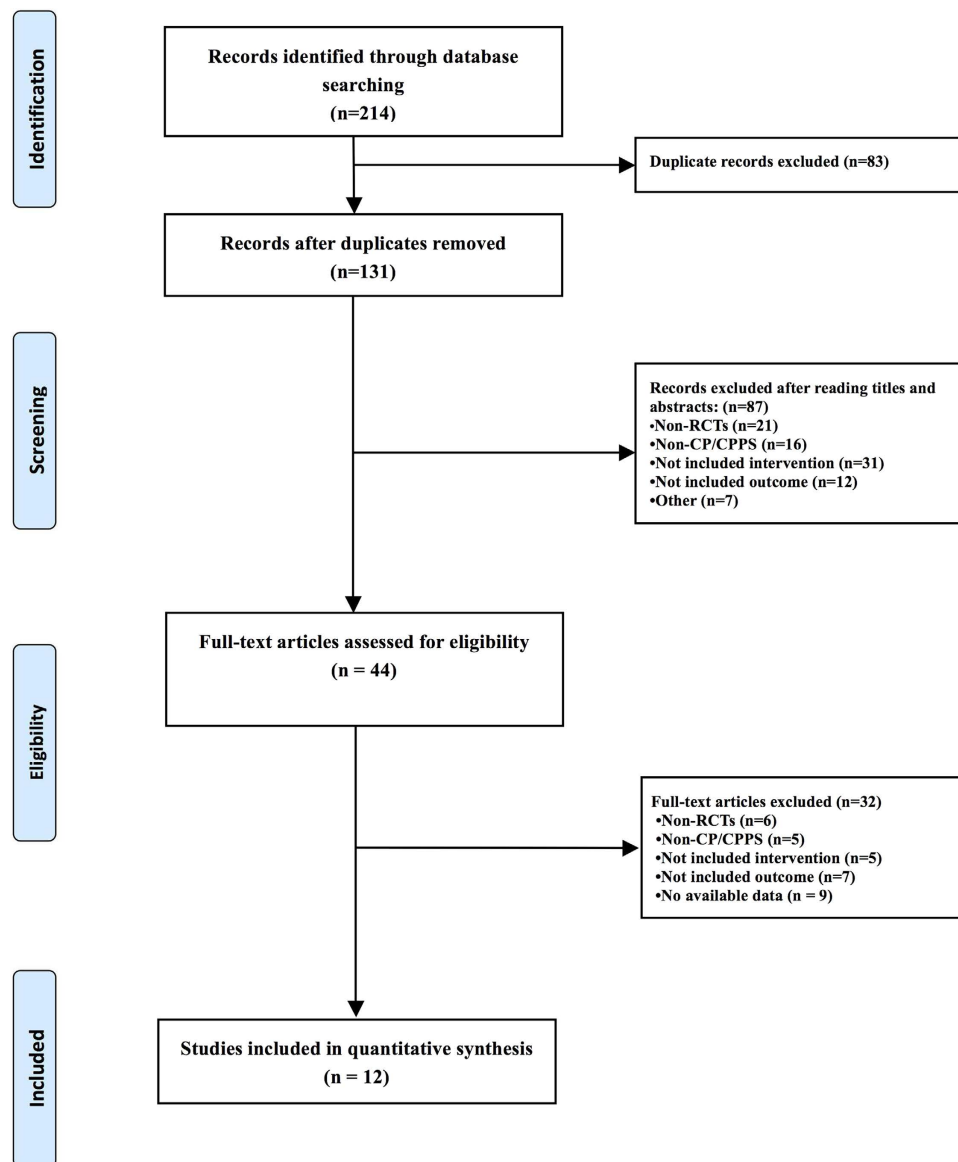 Identification
Records identified through database
searching
(n=214)
Duplicate records excluded (n=83)
Records after duplicates removed
(n=131)
Screening
Records excluded after reading titles and
abstracts: (n=87)
•Non-RCTs (n=21)
•Non-CP/CPPS (n=16)
•Not included intervention (n=31)
•Not included outcome (n=12)
•Other (n=7)
Eligibility
Full-text articles assessed for eligibility
(n = 44)
Full-text articles excluded (n=32)
•Non-RCTs (n=6)
•Non-CP/CPPS (n=5)
•Not included intervention (n=5)
•Not included outcome (n=7)
•No available data (n = 9)
Included
Studies included in quantitative synthesis
(n = 12)